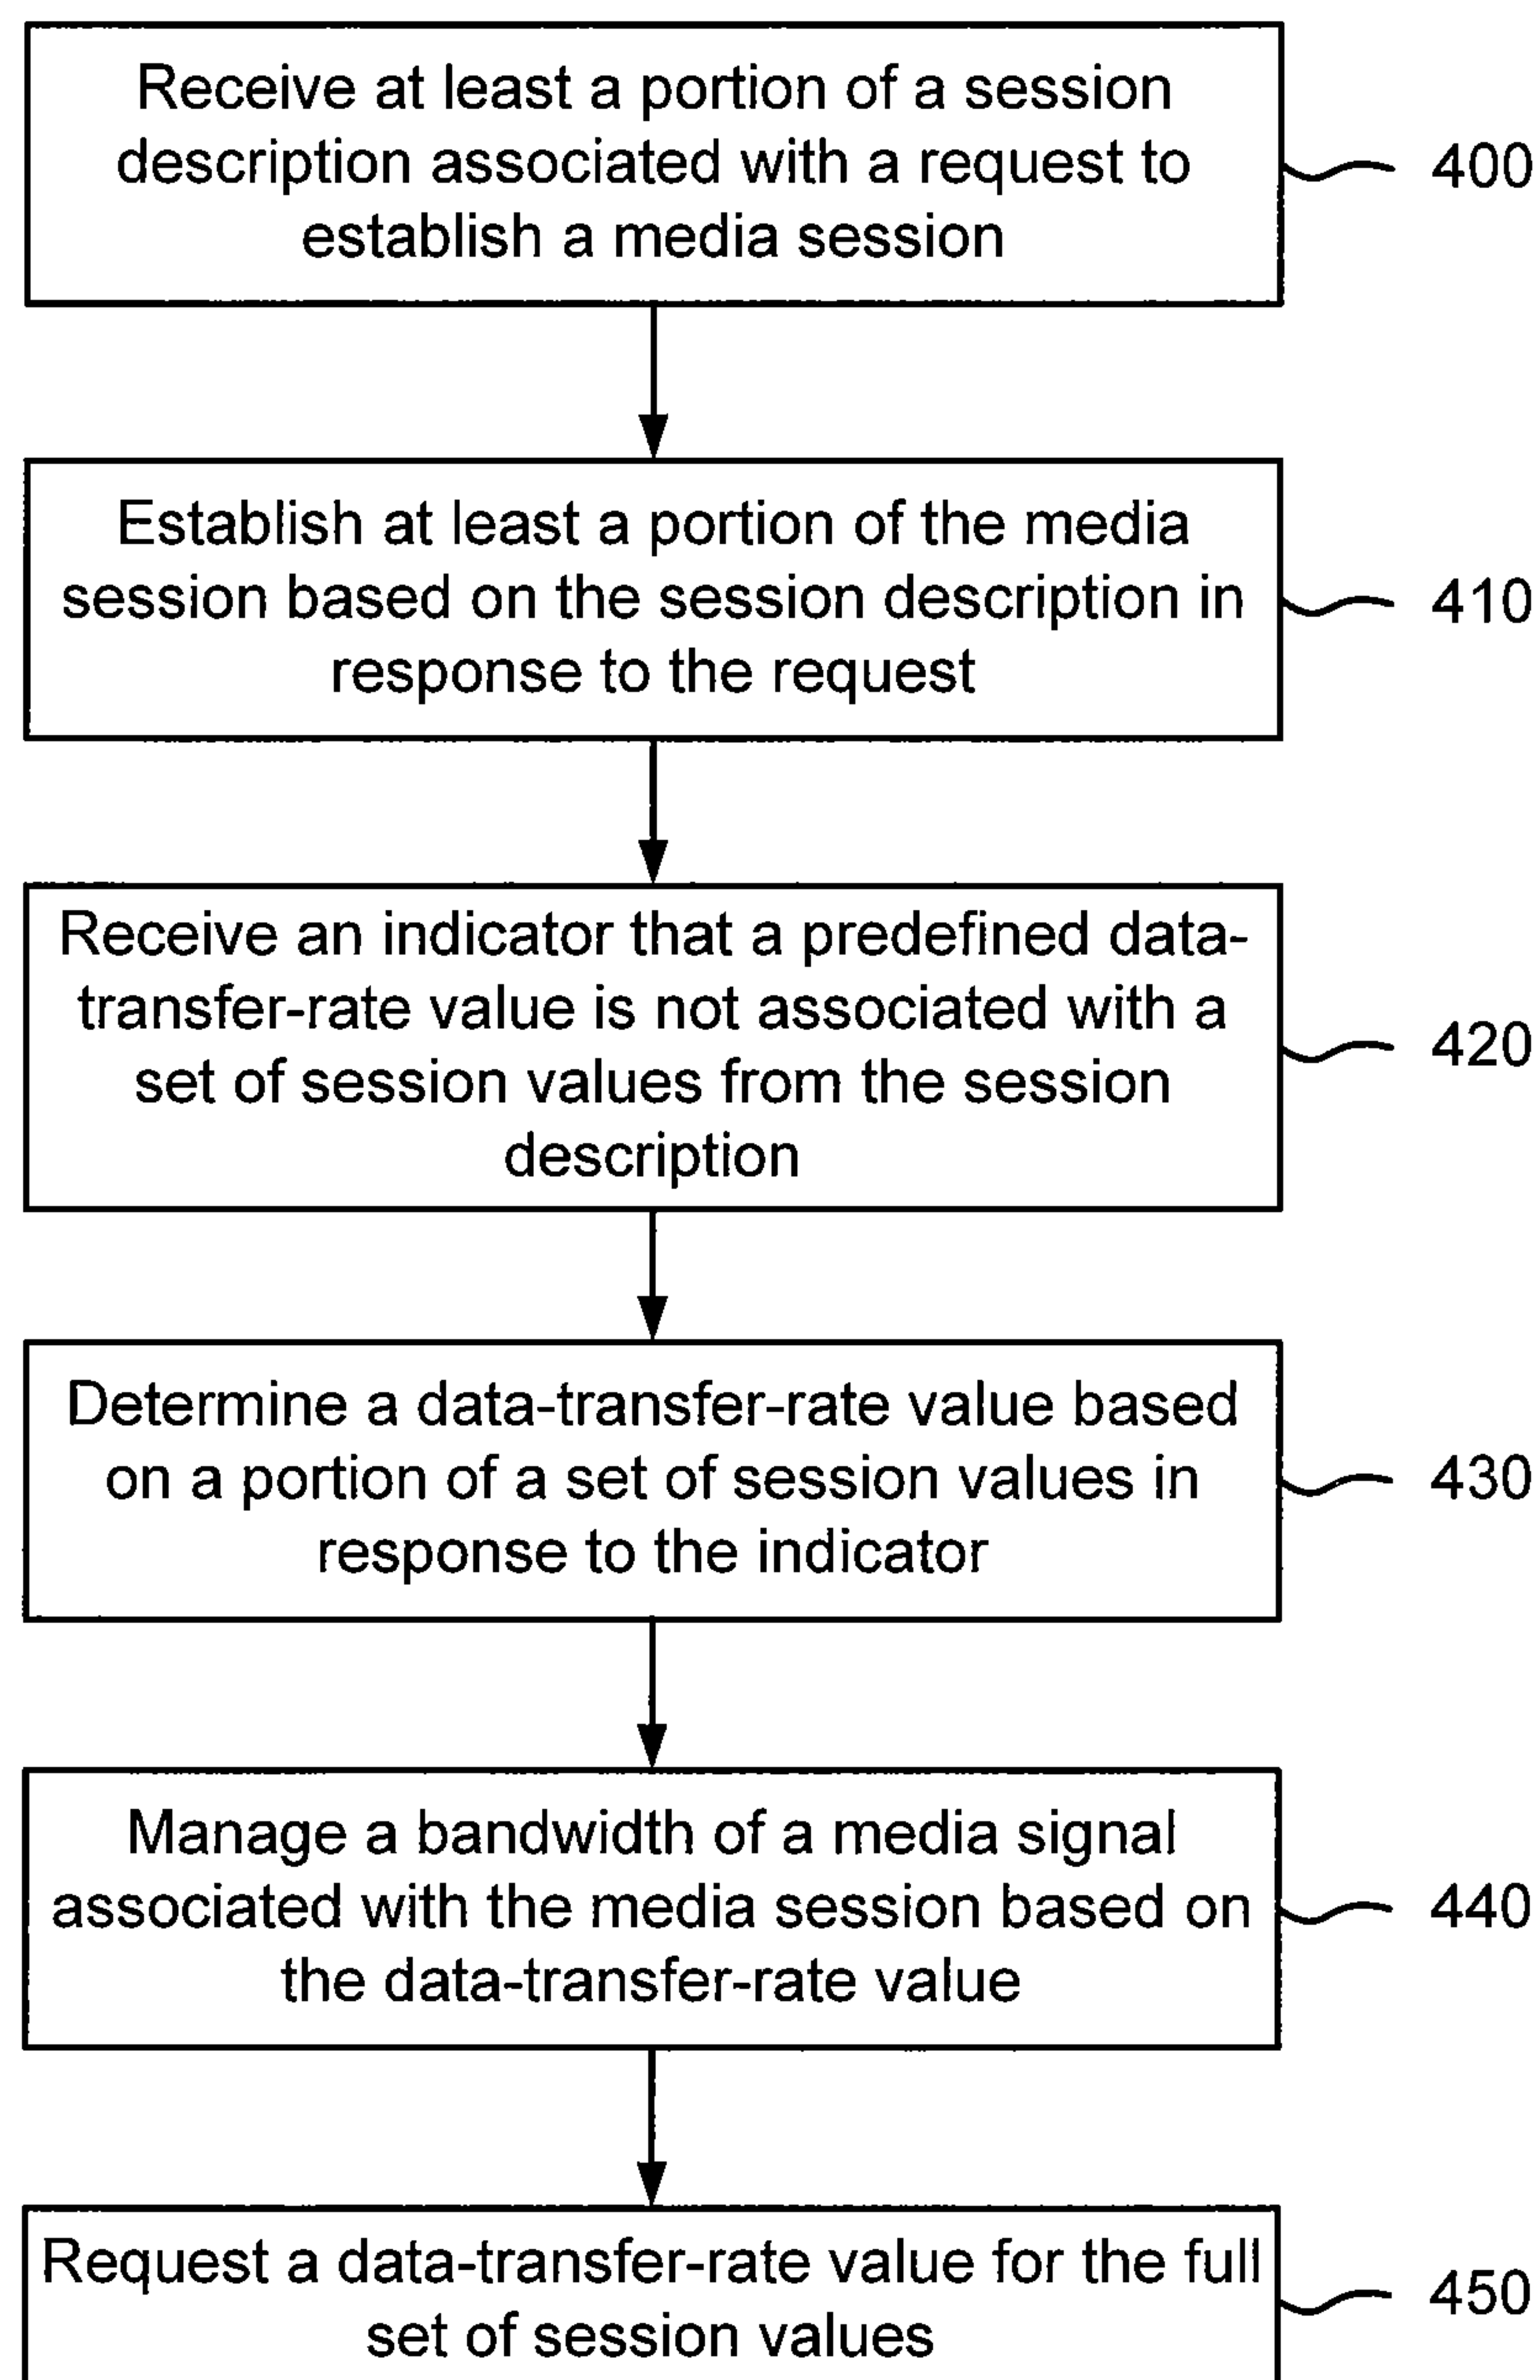 Receive at least a portion of a session
description associated with a request to
establish a media session
400
Establish at least a portion of the media
session based on the session description in
response to the request
410
Receive an indicator that a predefined data-
transfer-rate value is not associated with a
set of session values from the session
description
420
Determine a data-transfer-rate value based
on a portion of a set of session values in
response to the indicator
430
Manage a bandwidth of a media signal
associated with the media session based on
the data-transfer-rate value
440
Request a data-transfer-rate value for the full
set of session values
450